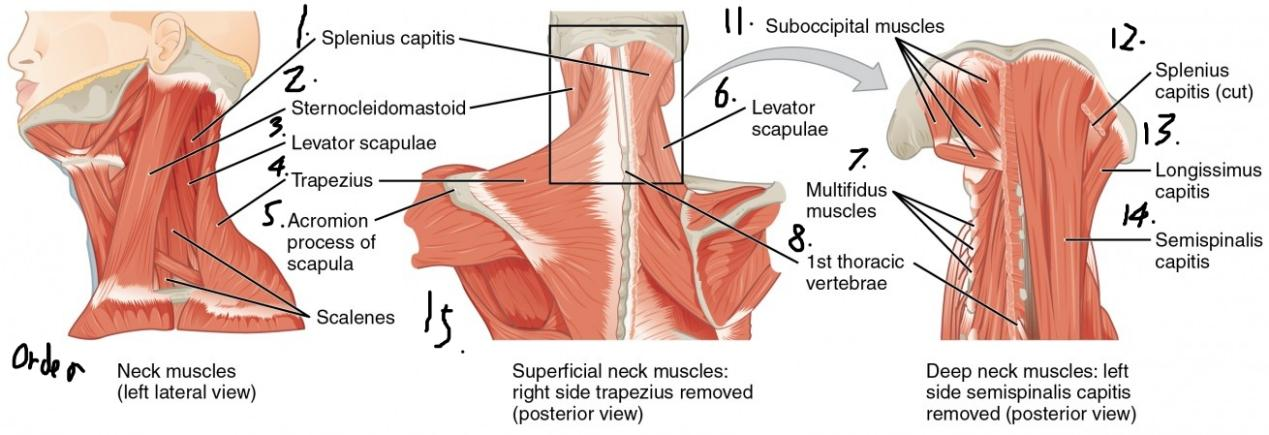 1. Splenius capitis
2. Sternocleidomastoid
3. Levator scapulae
4. Trapezius
5. Acromion
process of
scapula
Scalenes
15.
Order
Neck muscles
(left lateral view)
6. Levator
scapulae
7. Multifidus
muscles
8. 1st thoracic
vertebrae
Superficial neck muscles:
right side trapezius removed
(posterior view)
11. Suboccipital muscles
12. Splenius
capitis (cut)
13. Longissimus
capitis
14. Semispinalis
capitis
Deep neck muscles: left
side semispinalis capitis
removed (posterior view)